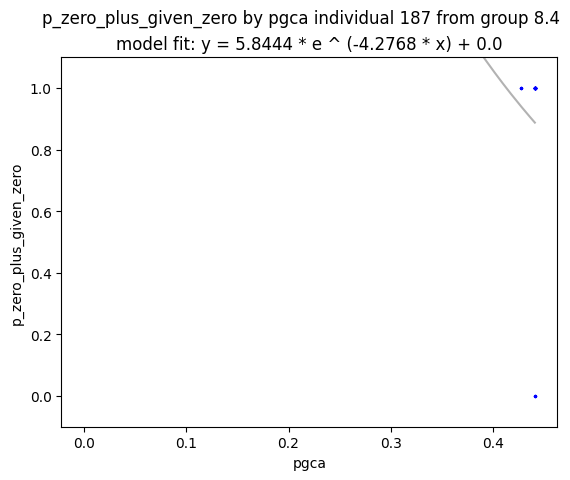 p_zero_plus_given_zero by pgca individual 187 from group 8.4
model fit: y = 5.8444 * e ^ (-4.2768 * x) + 0.0
1.0
0.8
0.6
0.4
0.2
0.0
p_zero_plus_given_zero
0.0 0.1 0.2 0.3 0.4
pgca